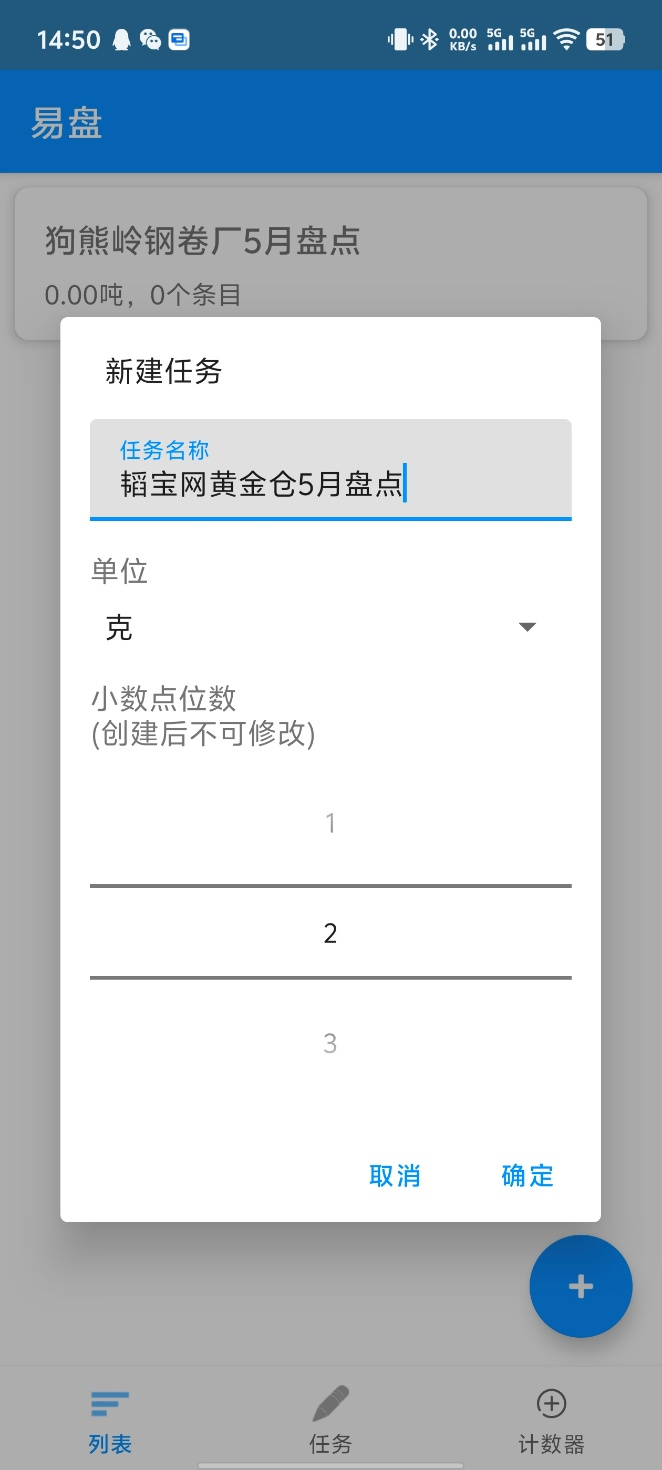 14:50
0.00
KB/s
5G
5G
51
易盘
狗熊岭钢卷厂5月盘点
0.00吨，0个条目
新建任务
任务名称
韬宝网黄金仓5月盘点
单位
克
小数点位数
(创建后不可修改)
1
2
3
取消
确定
列表
任务
计数器